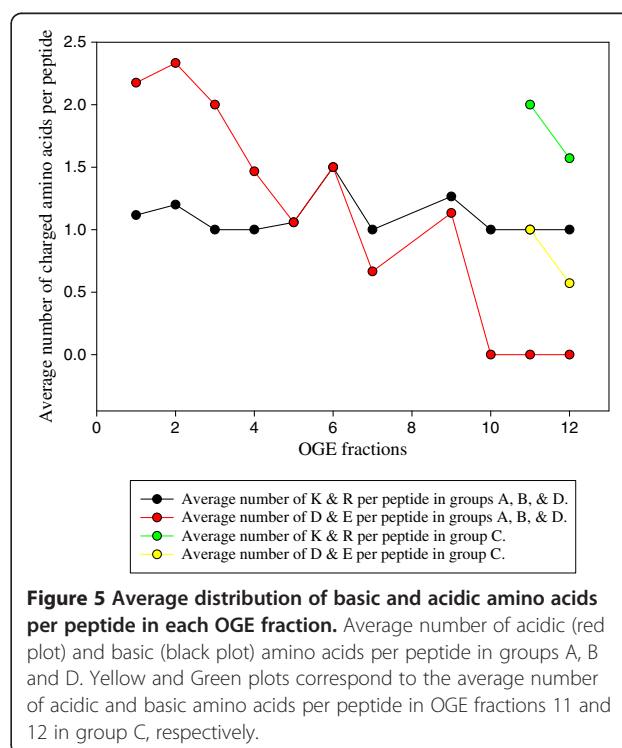 Average number of charged amino acids per peptide
2.5
2.0
1.5
1.0
0.5
0.0
0 2 4 6 8 10 12
OGE fractions
Average number of K & R per peptide in groups A, B, & D.
Average number of D & E per peptide in groups A, B, & D.
Average number of K & R per peptide in group C.
Average number of D & E per peptide in group C.
Figure 5 Average distribution of basic and acidic amino acids
per peptide in each OGE fraction. Average number of acidic (red
plot) and basic (black plot) amino acids per peptide in groups A, B
and D. Yellow and Green plots correspond to the average number
of acidic and basic amino acids per peptide in OGE fractions 11 and
12 in group C, respectively.